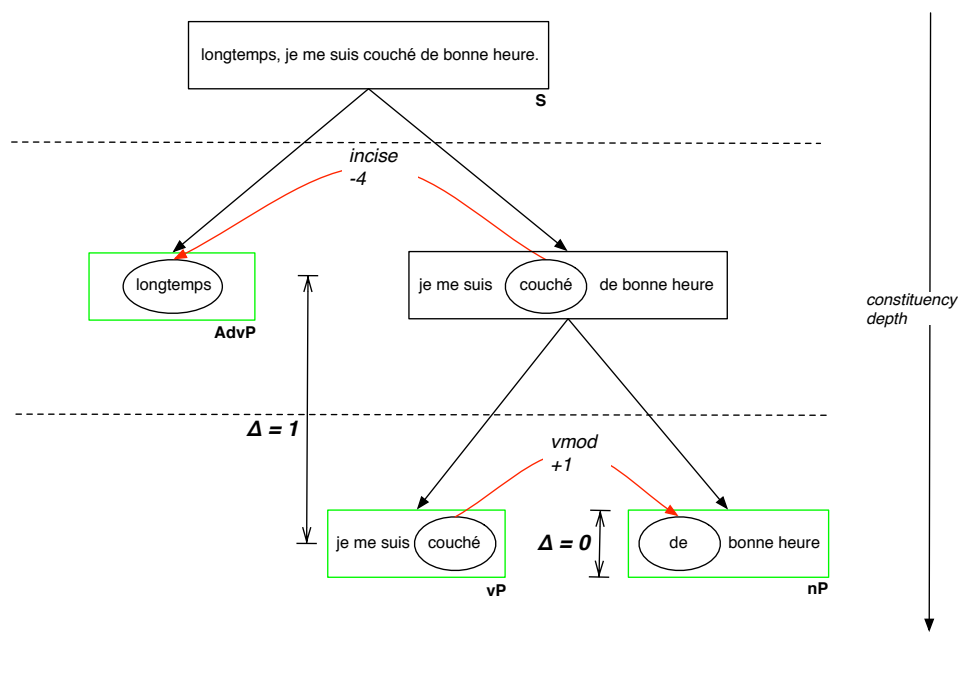 longtemps, je me suis couché de bonne heure.
S
incise
-4
longtemps
AdvP
je me suis couché de bonne heure
constituency
depth
Δ = 1
vmod
+1
je me suis couché
vP
Δ = 0
de bonne heure
nP